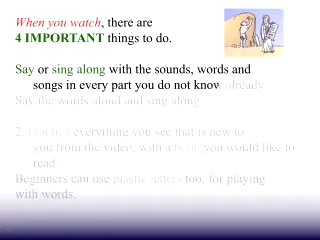 When you watch, there are
4 IMPORTANT things to do.
Say or sing along with the sounds, words and
songs in every part you do not know already
Say the words aloud and sing along.
2. Practice everything you see that is new to
you from the video, with a book you would like to
read.
Beginners can use plastic letters too, for playing
with words.